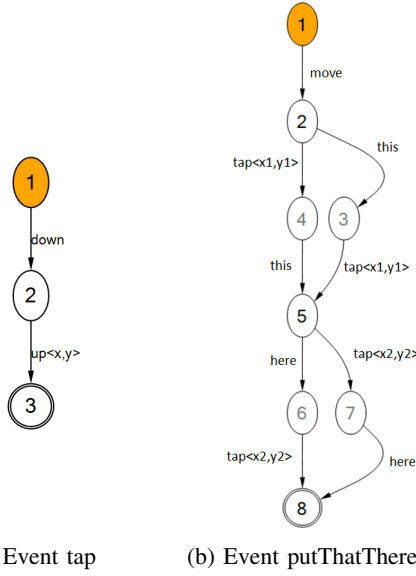 1
down
2
up<x,y>
3
Event tap
1
move
2
this
tap<x1,y1>
4
3
this
tap<x1,y1>
5
here
tap<x2,y2>
6
7
tap<x2,y2>
here
8
(b) Event putThatThere